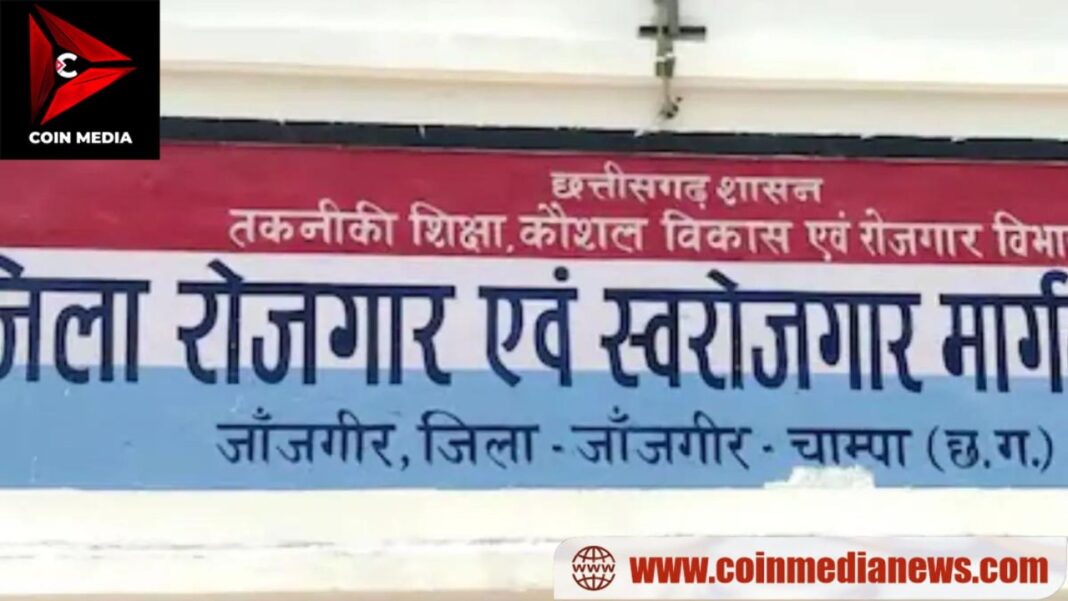 COIN MEDIA
छत्तीसगढ़ शासन
तकनीकी शिक्षा, कौशल विकास एवं रोजगार विभा
जिला रोजगार एवं स्वरोजगार मार्ग
जाँजगीर, जिला - जाँजगीर - चाम्पा (छ.ग.)
www.coinmedianews.com